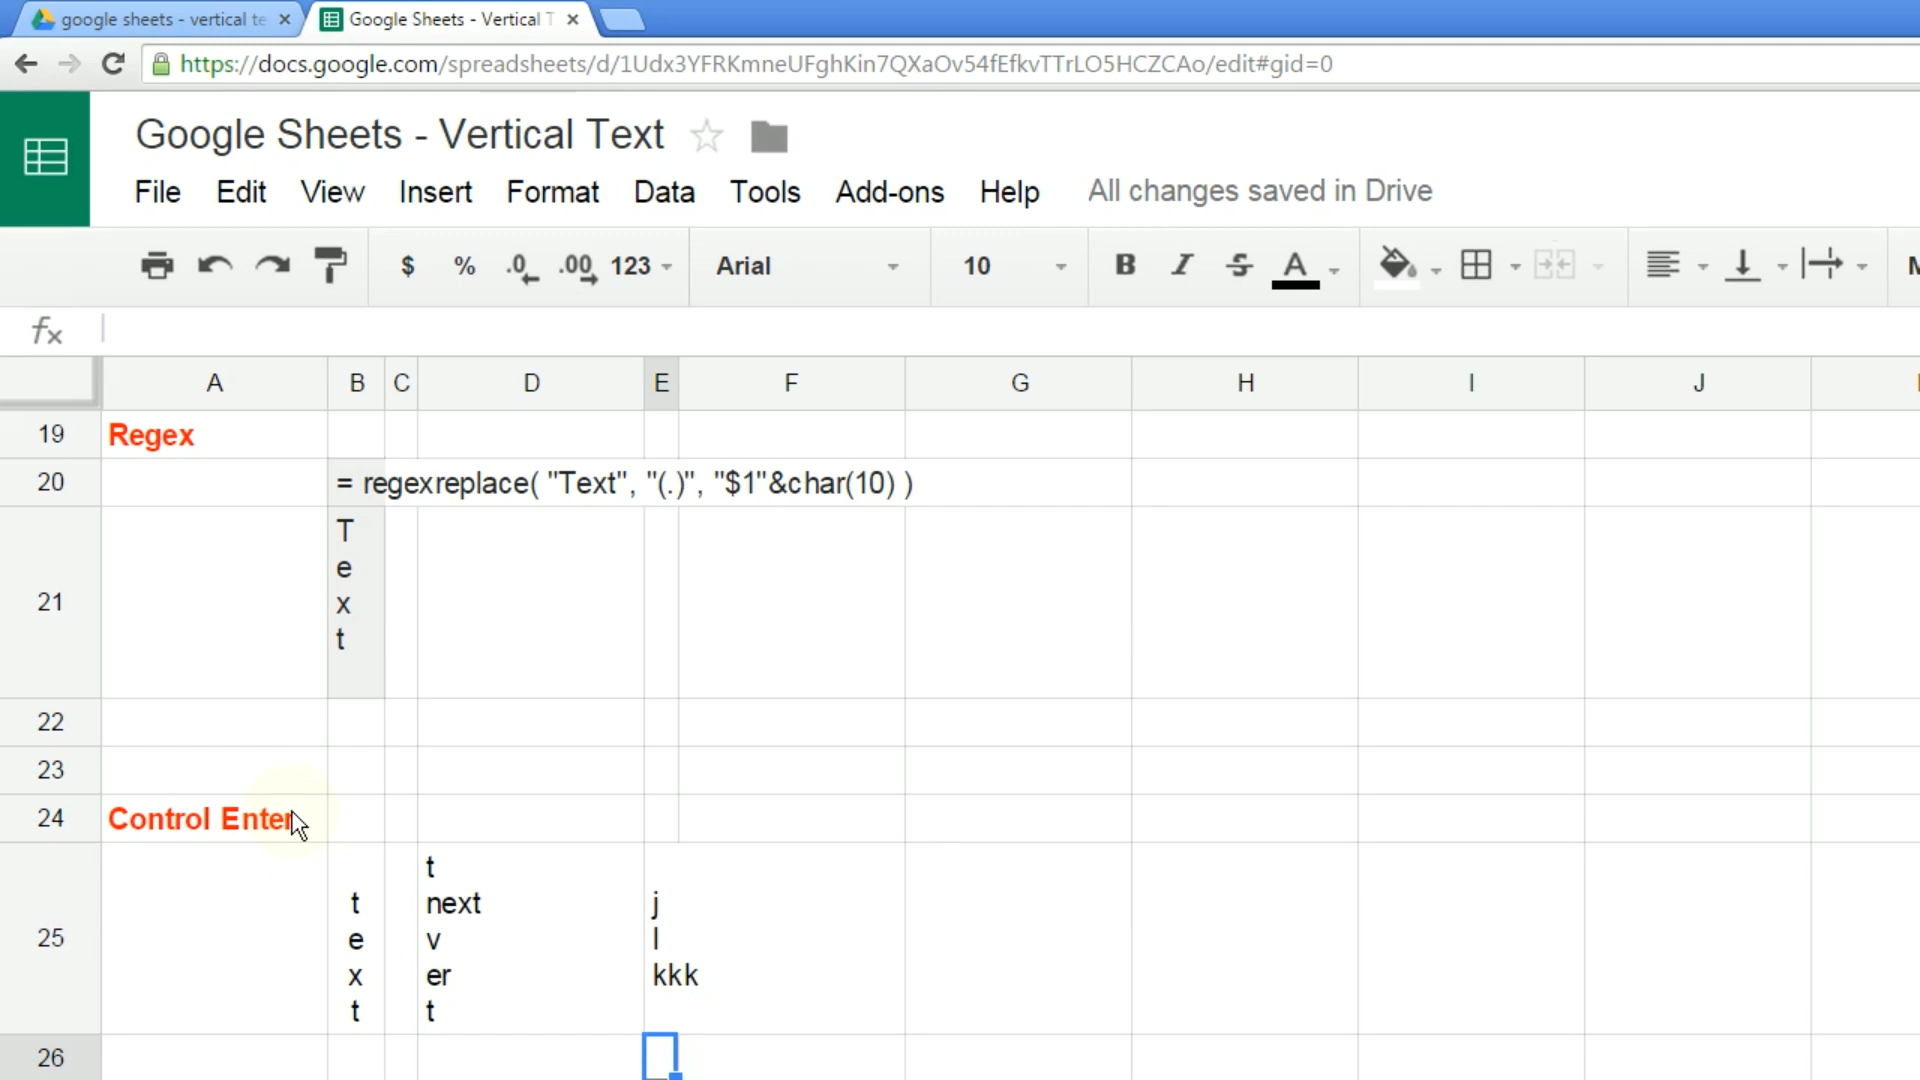 google sheets - vertical te
Google Sheets - Vertical T
https://docs.google.com/spreadsheets/d/1Udx3YFRKmneUFghKin7QXaOv54fEfkvTTrLO5HCZCAo/edit#gid=0
Google Sheets - Vertical Text
File Edit View Insert Format Data Tools Add-ons Help All changes saved in Drive
$ % .0 .00 123 Arial 10 B I S A
fx
A B C D E F G H I J
19 Regex
20 = regexreplace( "Text", "(.)", "$1"&char(10) )
21
T
e
x
t
22
23
24 Control Enter
25
t
e
x
t
t
next
v
er
t
j
l
kkk
26